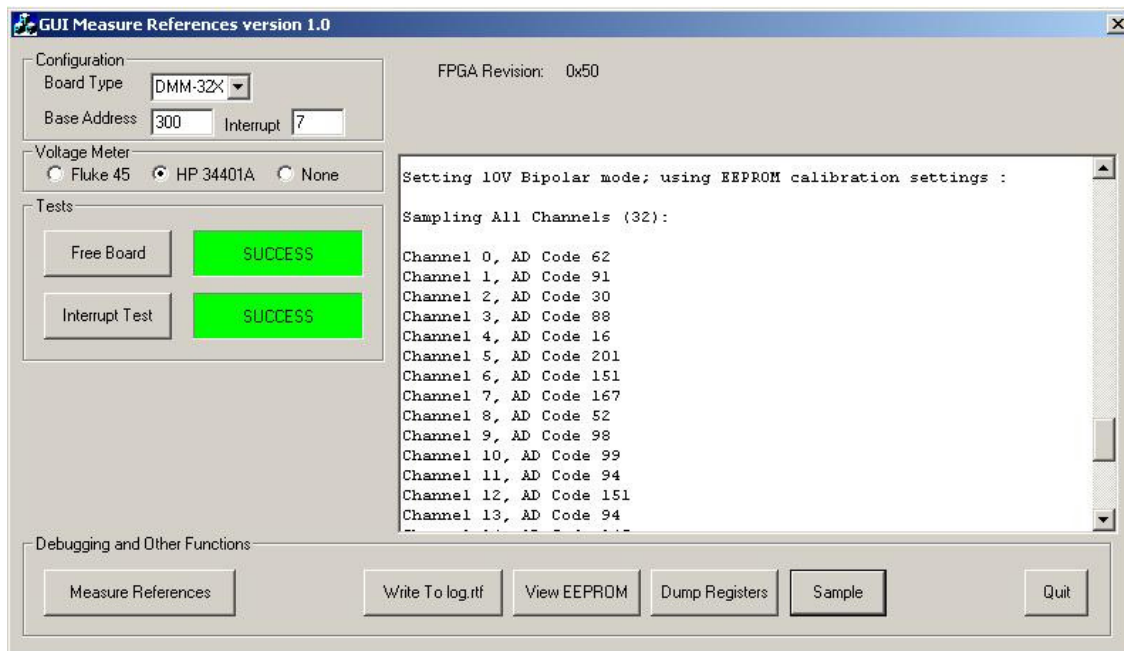 GUI Measure References version 1.0
Configuration
Board Type DMM-32X
Base Address 300 Interrupt 7
FPGA Revision: 0x50
Voltage Meter
Fluke 45 HP 34401A None
Tests
Free Board SUCCESS
Interrupt Test SUCCESS
Setting 10V Bipolar mode; using EEPROM calibration settings :
Sampling All Channels (32):
Channel 0, AD Code 62
Channel 1, AD Code 91
Channel 2, AD Code 30
Channel 3, AD Code 88
Channel 4, AD Code 16
Channel 5, AD Code 201
Channel 6, AD Code 151
Channel 7, AD Code 167
Channel 8, AD Code 52
Channel 9, AD Code 98
Channel 10, AD Code 99
Channel 11, AD Code 94
Channel 12, AD Code 151
Channel 13, AD Code 94
Debugging and Other Functions
Measure References Write To log.rtf View EEPROM Dump Registers Sample Quit